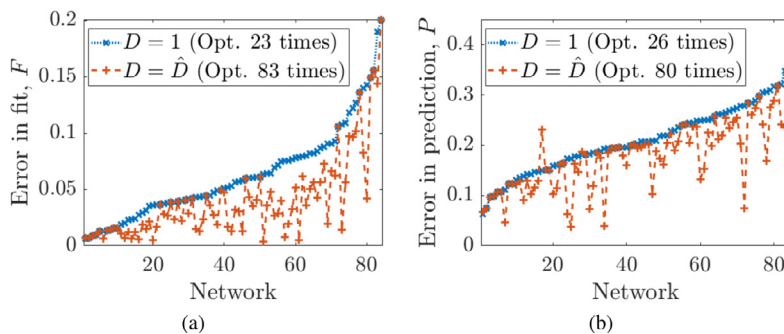 0.2
0.15
0.1
0.05
0
Error in fit, F
D = 1 (Opt. 23 times)
D = D̂ (Opt. 83 times)
20 40 60 80
Network
(a)
0.4
0.3
0.2
0.1
0
Error in prediction, P
D = 1 (Opt. 26 times)
D = D̂ (Opt. 80 times)
20 40 60 80
Network
(b)